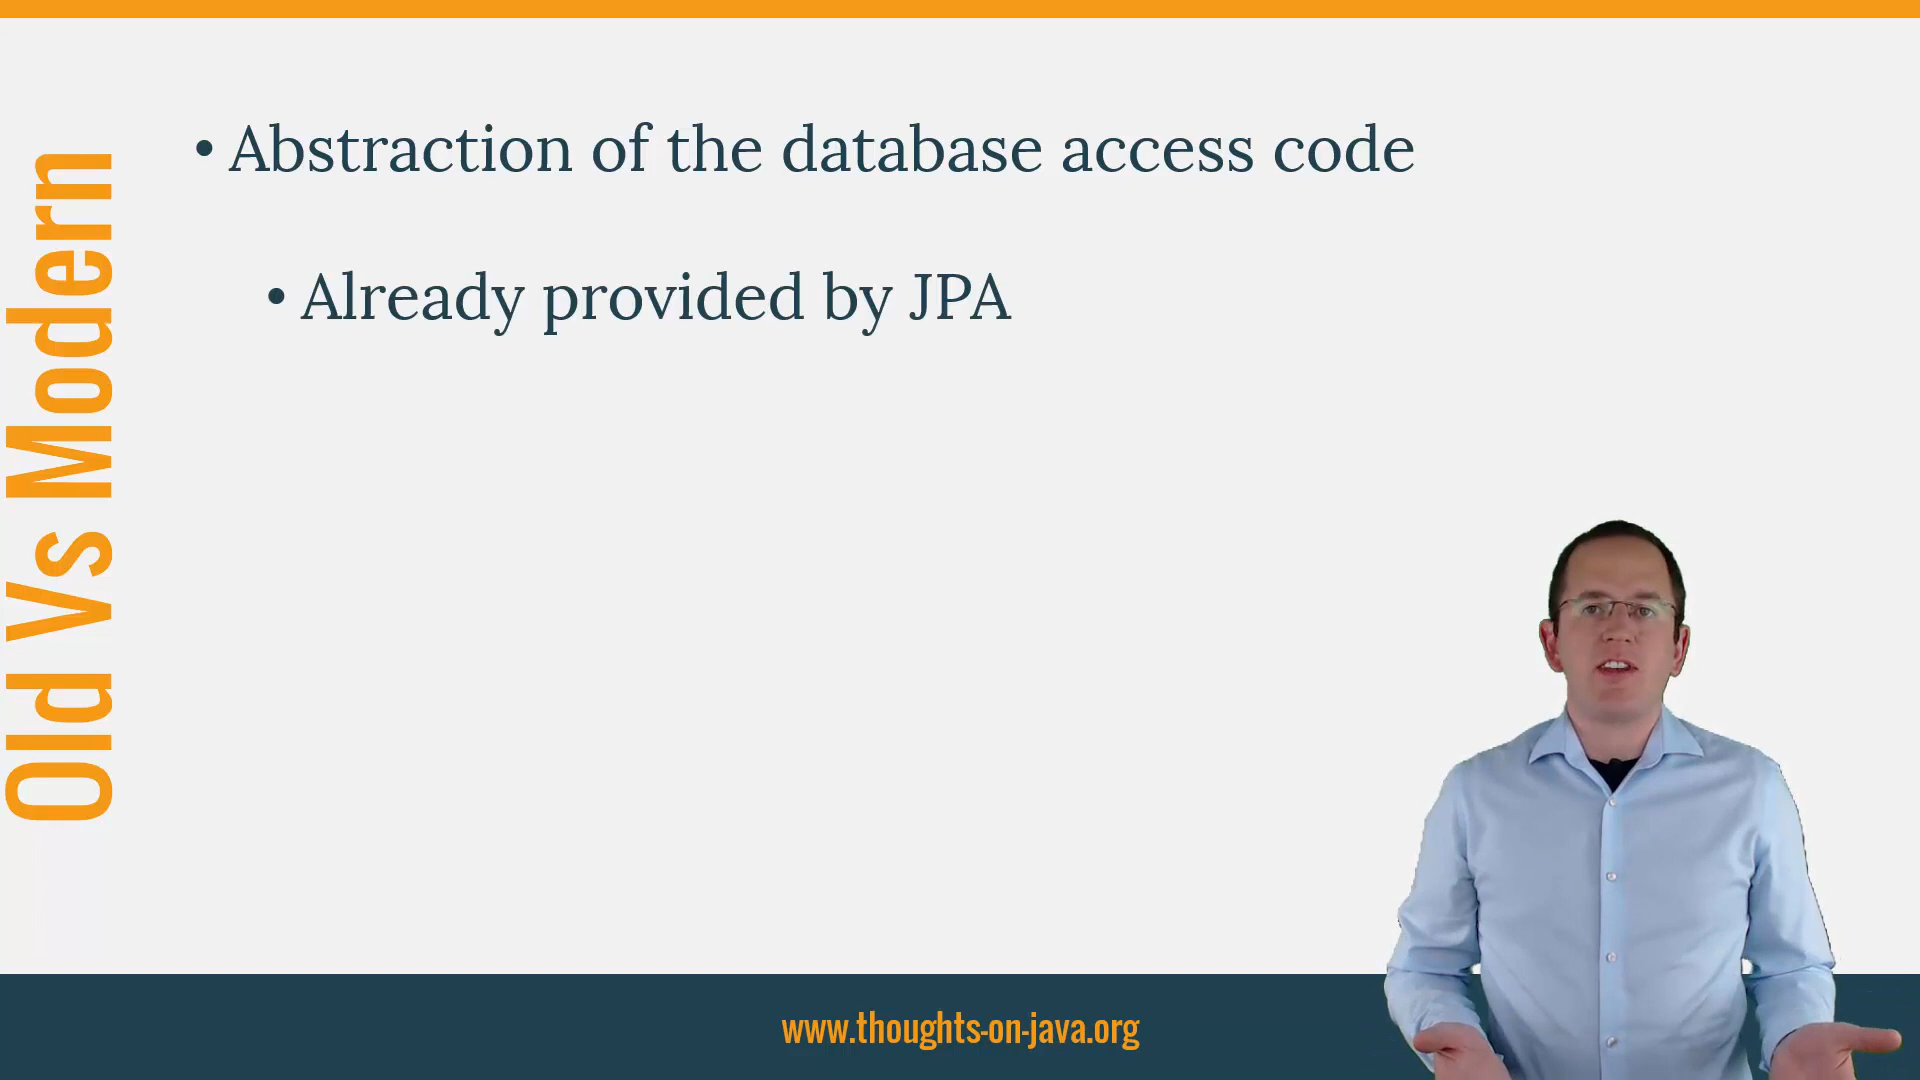 Old Vs Modern
• Abstraction of the database access code
• Already provided by JPA
www.thoughts-on-java.org